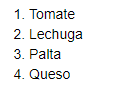 1. Tomate
2. Lechuga
3. Palta
4. Queso